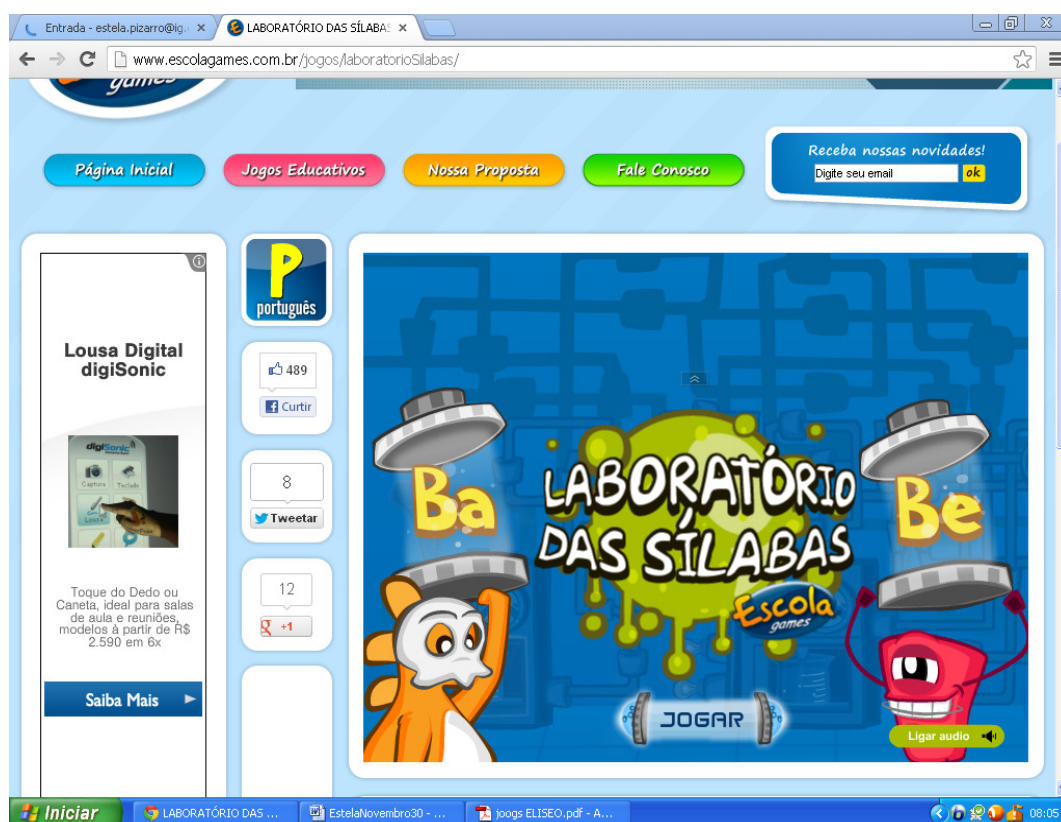 Entrada - estela.pizarro@ig.
LABORATÓRIO DAS SÍLABAS
www.escolagames.com.br/jogos/laboratorioSilabas/
games
Página Inicial
Jogos Educativos
Nossa Proposta
Fale Conosco
Receba nossas novidades!
Digite seu email
ok
Lousa Digital
digiSonic
digiSonic
Captura
Teclado
Lousa
Toque do Dedo ou
Caneta, ideal para salas
de aula e reuniões,
modelos à partir de R$
2.590 em 6x
Saiba Mais
P
português
489
Curtir
8
Tweetar
12
+1
Ba
LABORATÓRIO
DAS SÍLABAS
Be
Escola
games
JOGAR
Ligar audio
Iniciar
LABORATÓRIO DAS ...
EstelaNovembro30 - ...
joogs ELISEO.pdf - A...
08:05